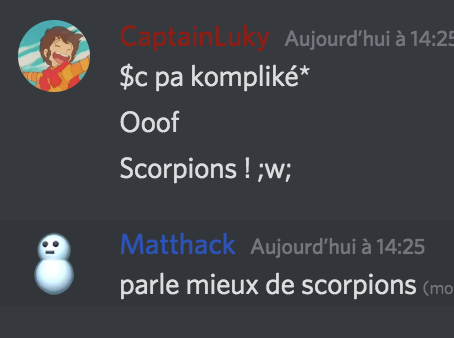 CaptainLuky Aujourd'hui à 14:25
$c pa kompliké*
Ooof
Scorpions ! ;w;
Matthack Aujourd'hui à 14:25
parle mieux de scorpions (mo